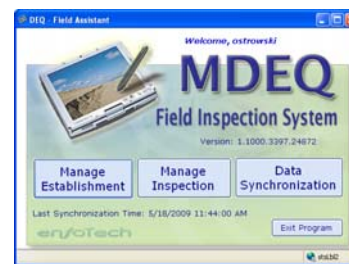 DEQ - Field Assistant
Welcome, ostrowski
MDEQ
Field Inspection System
Version: 1.1000.3397.24872
Manage
Establishment
Manage
Inspection
Data
Synchronization
Last Synchronization Time: 5/18/2009 11:44:00 AM
enfoTech
Exit Program